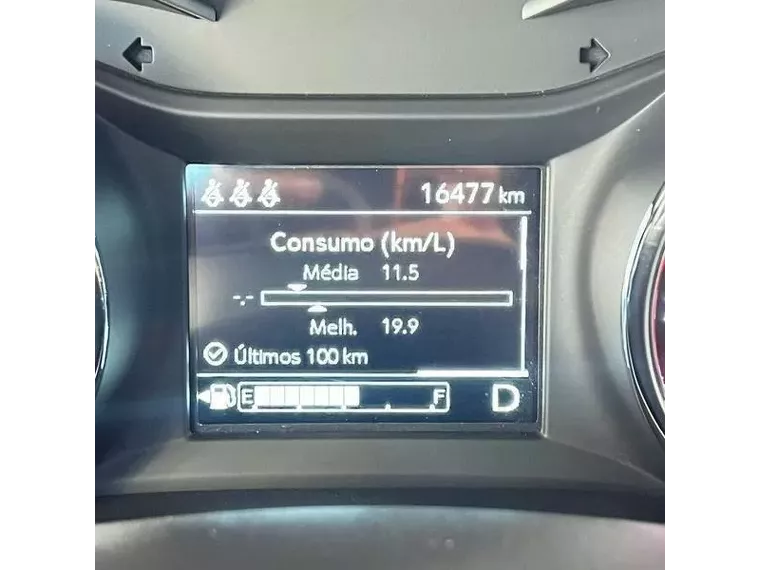 16477 km
Consumo (km/L)
Média 11.5
-.-
Melh. 19.9
Últimos 100 km
E F D